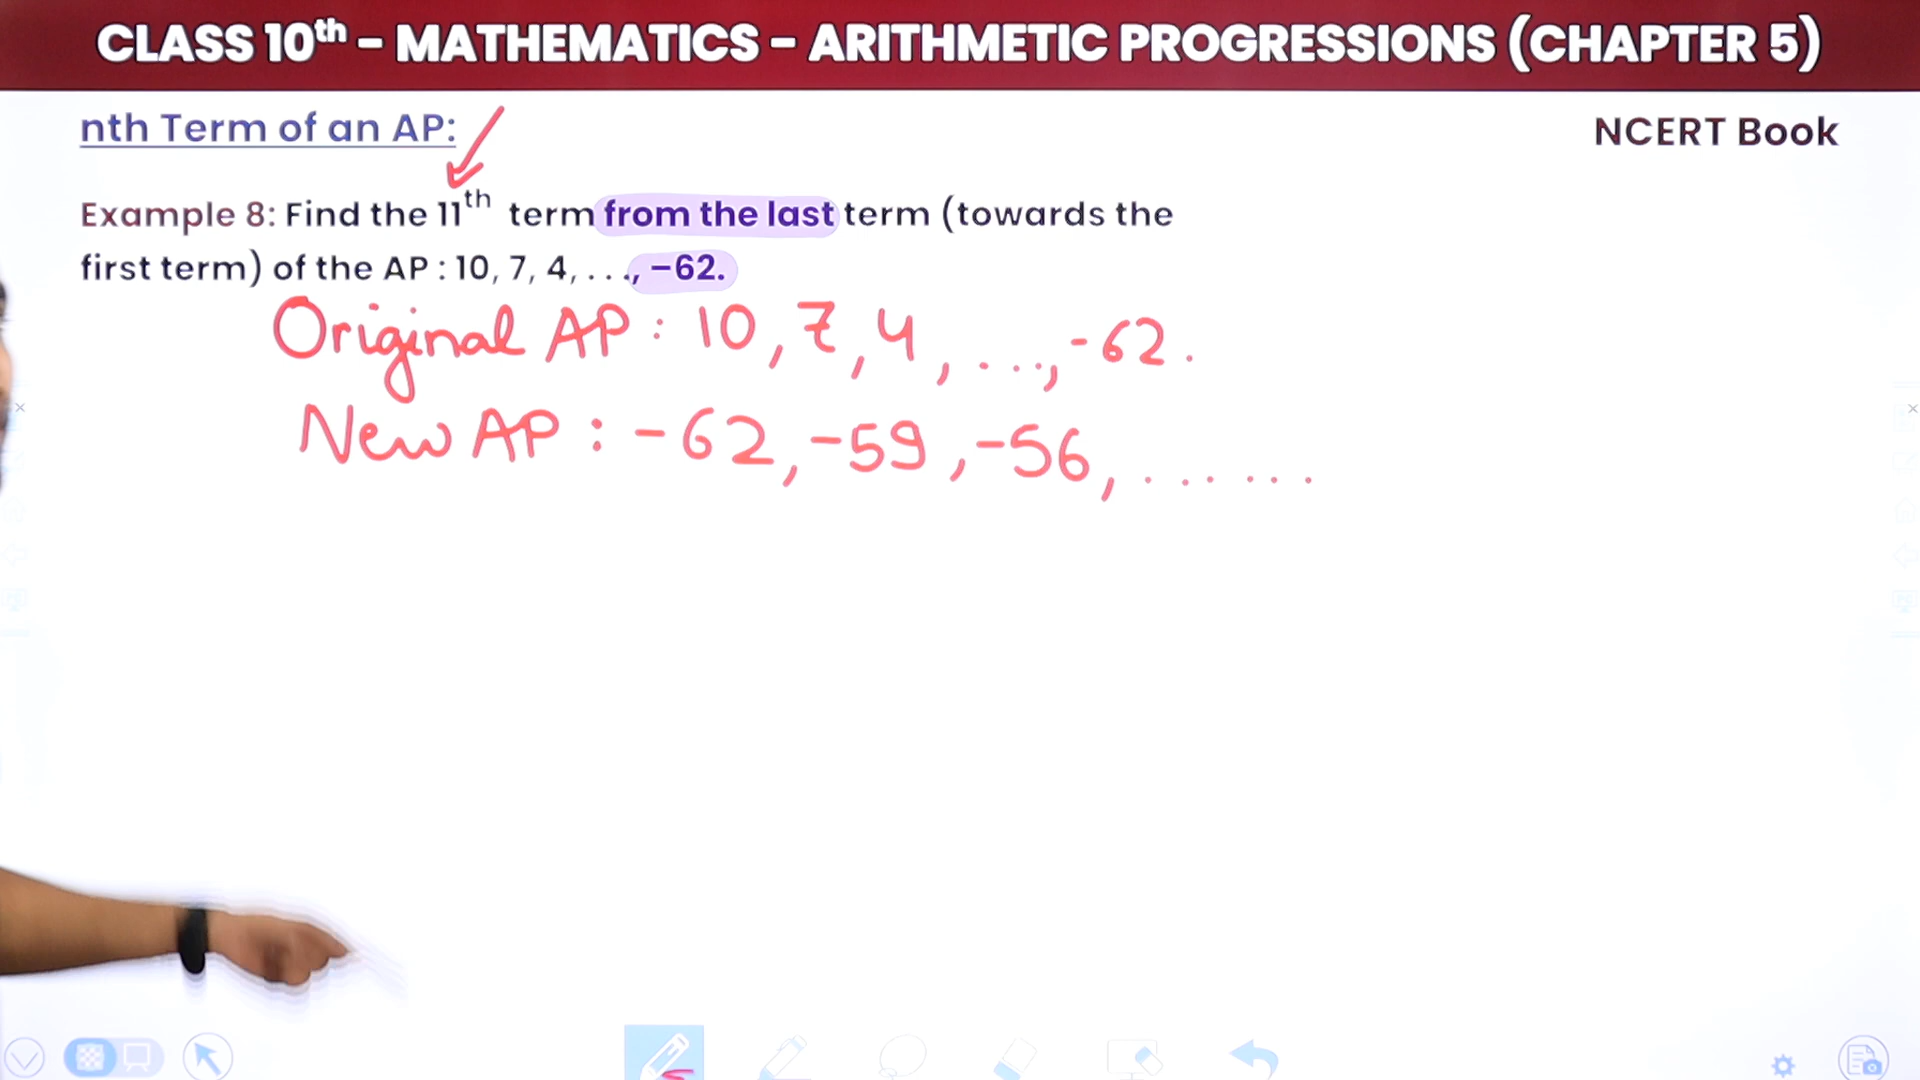 CLASS 10th - MATHEMATICS - ARITHMETIC PROGRESSIONS (CHAPTER 5)
nth Term of an AP:
NCERT Book
Example 8: Find the 11th term from the last term (towards the
first term) of the AP : 10, 7, 4, . . ., −62.
Original AP : 10, 7, 4, . . ., -62.
New AP : -62, -59, -56, . . . . . .